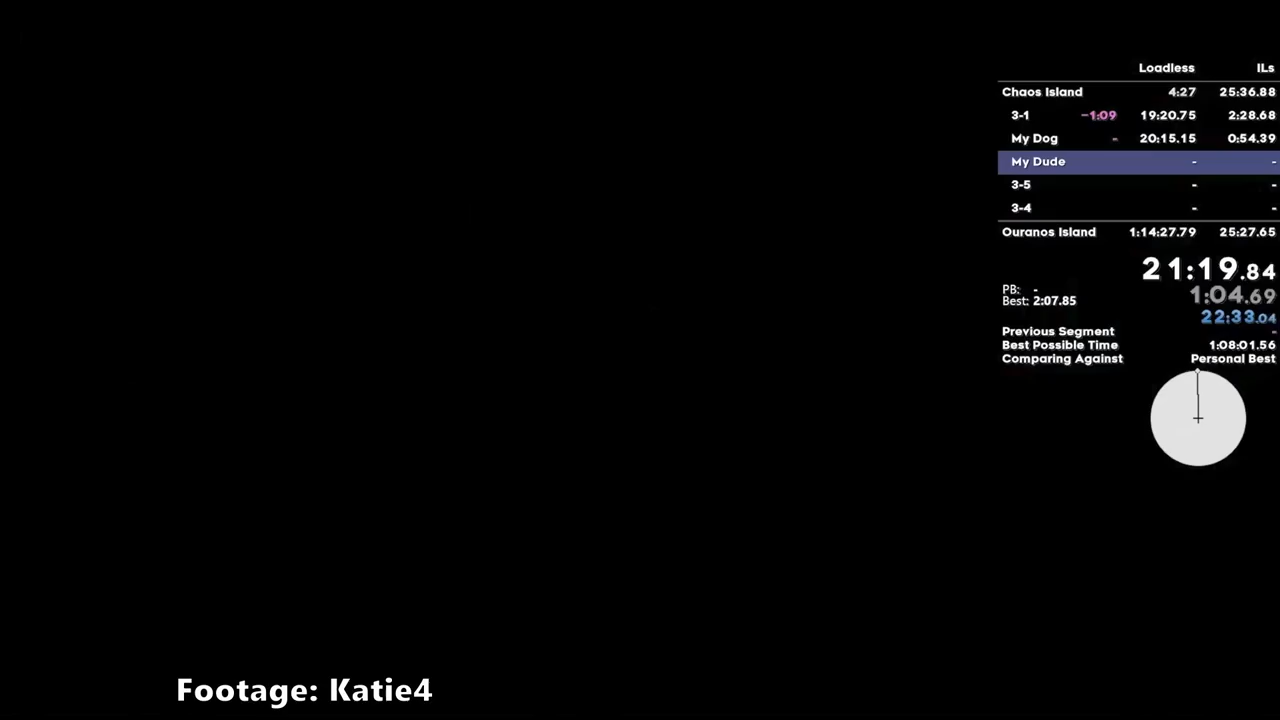 Loadless ILs
Chaos Island 4:27 25:36.88
3-1 -1:09 19:20.75 2:28.68
My Dog - 20:15.15 0:54.39
My Dude - -
3-5 - -
3-4 - -
Ouranos Island 1:14:27.79 25:27.65
21:19.84
PB: - 1:04.69
Best: 2:07.85
22:33.04
Previous Segment -
Best Possible Time 1:08:01.56
Comparing Against Personal Best
Footage: Katie4